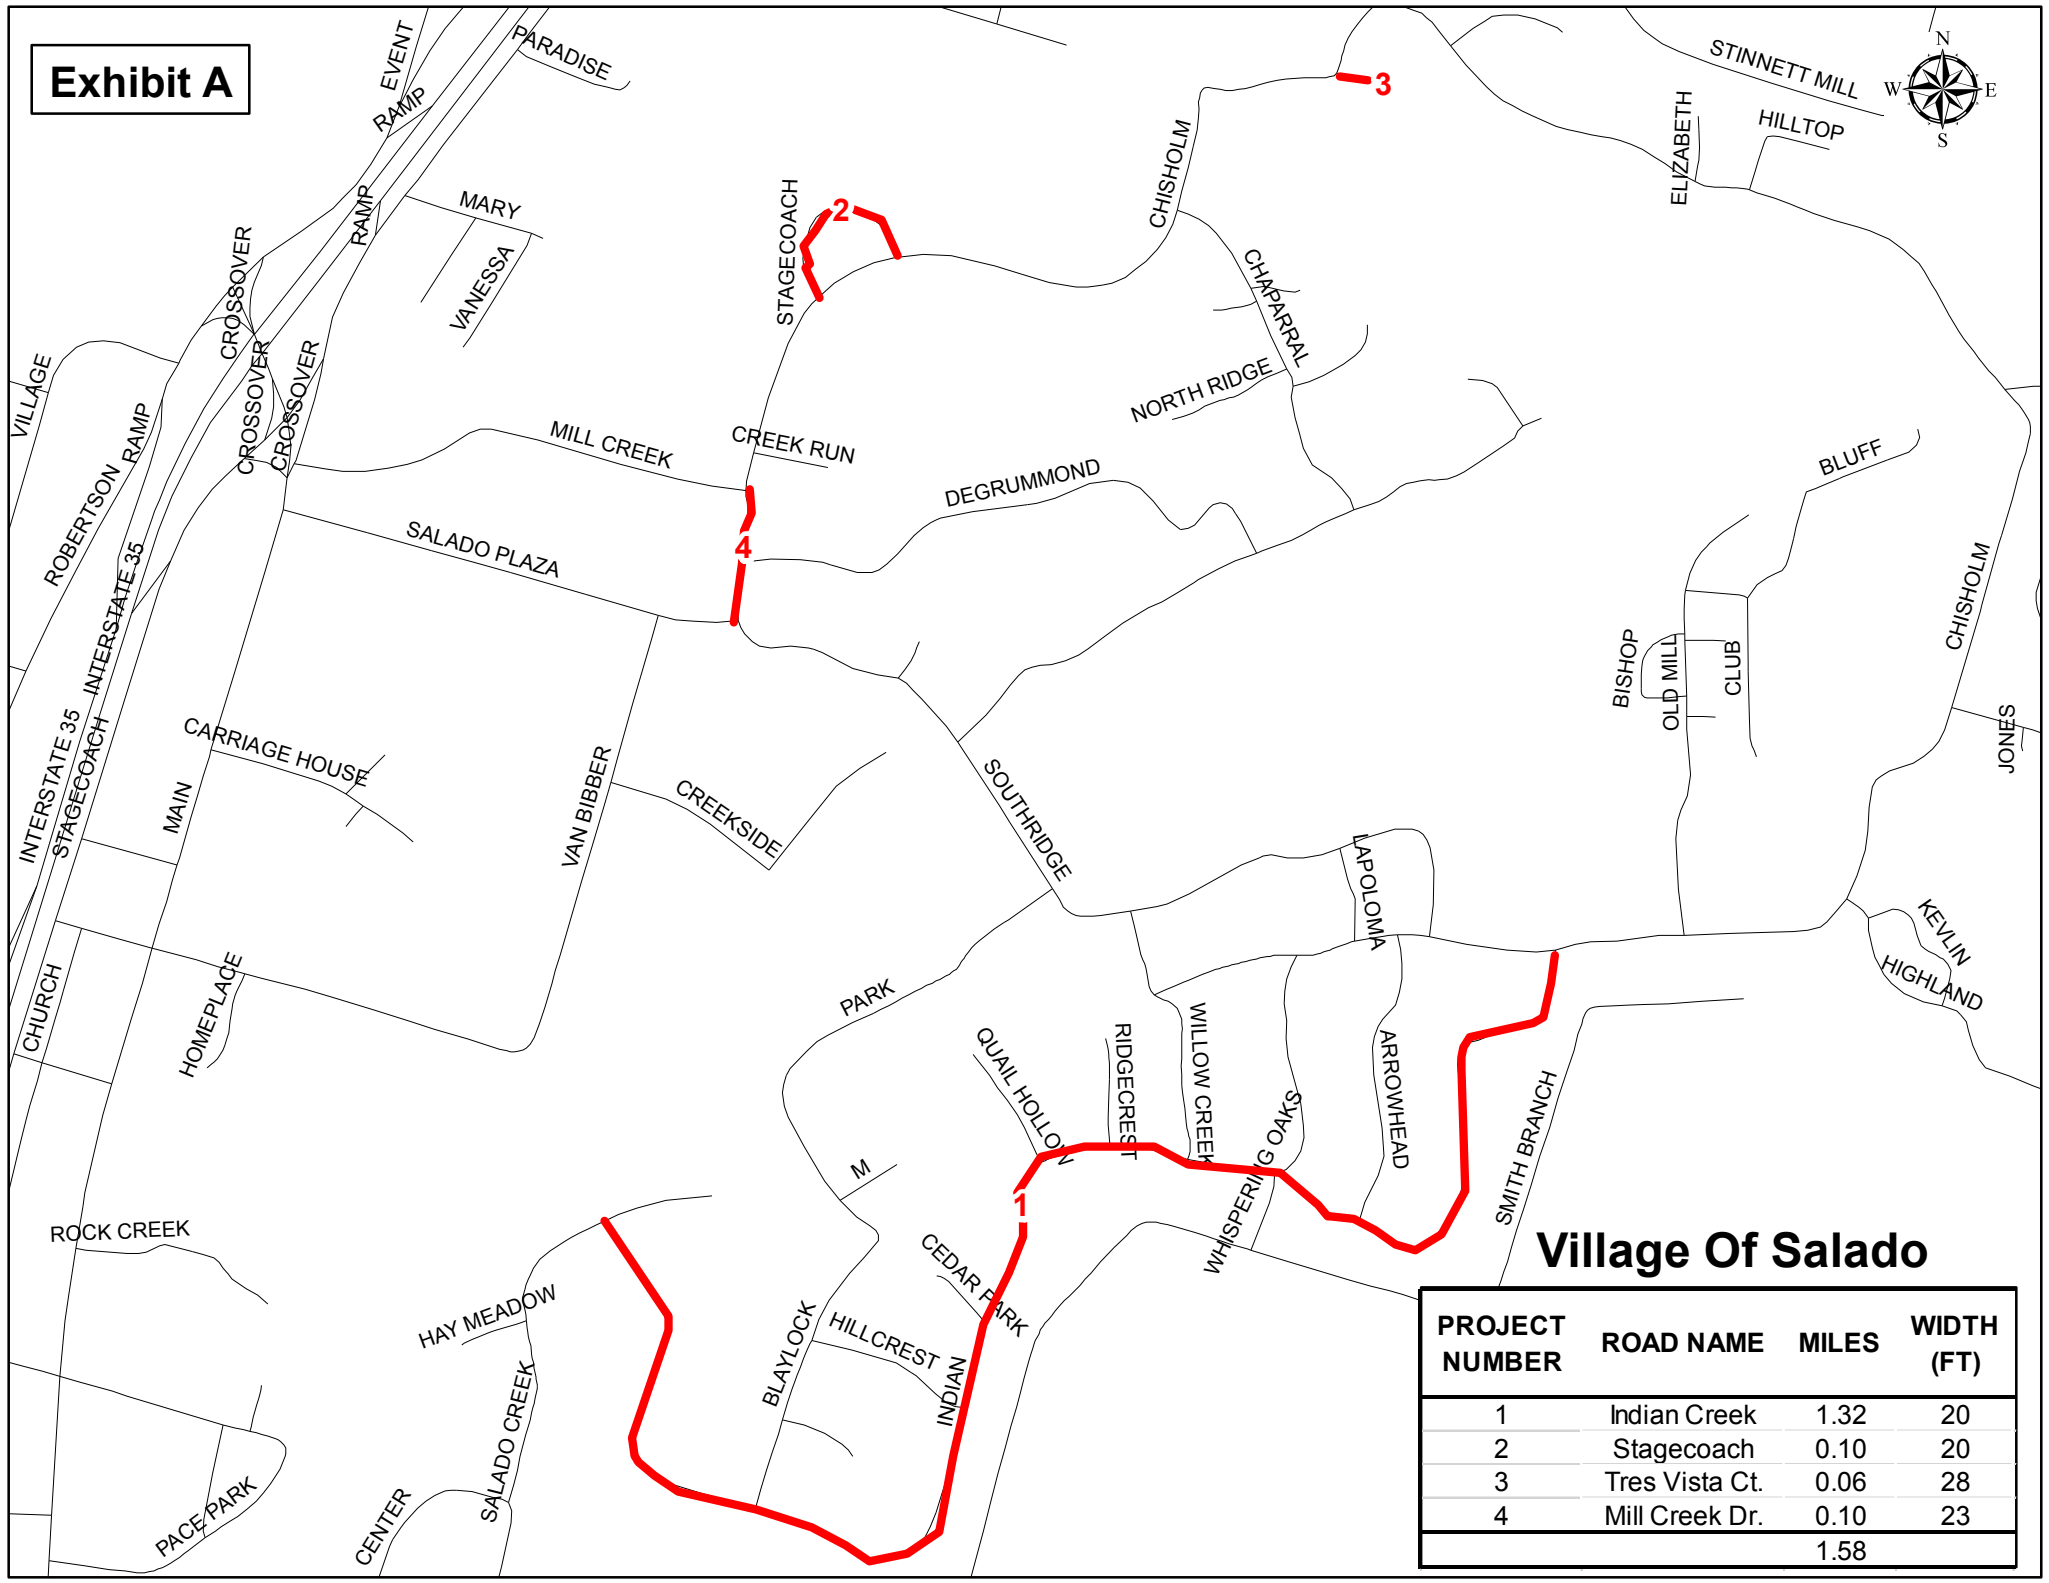 Exhibit A
EVENT
PARADISE
RAMP
STINNETT MILL
N
W
E
S
HILLTOP
ELIZABETH
3
CHISHOLM
MARY
RAMP
STAGECOACH
2
VANESSA
CROSSOVER
CHAPARRAL
CROSSOVER
CROSSOVER
VILLAGE
NORTH RIDGE
RAMP
MILL CREEK
CREEK RUN
DEGRUMMOND
BLUFF
ROBERTSON
SALADO PLAZA
4
INTERSTATE 35
CHISHOLM
BISHOP
OLD MILL
CLUB
JONES
INTERSTATE 35
STAGECOACH
CARRIAGE HOUSE
MAIN
VAN BIBBER
CREEKSIDE
SOUTHRIDGE
LAPOLOMA
KEVLIN
HIGHLAND
CHURCH
HOMEPLACE
PARK
QUAIL HOLLOW
RIDGECREST
WILLOW CREEK
WHISPERING OAKS
ARROWHEAD
SMITH BRANCH
M
1
ROCK CREEK
CEDAR PARK
HAY MEADOW
BLAYLOCK
HILLCREST
INDIAN
SALADO CREEK
PACE PARK
CENTER
Village Of Salado
PROJECT NUMBER ROAD NAME MILES WIDTH (FT)
1 Indian Creek 1.32 20
2 Stagecoach 0.10 20
3 Tres Vista Ct. 0.06 28
4 Mill Creek Dr. 0.10 23
1.58